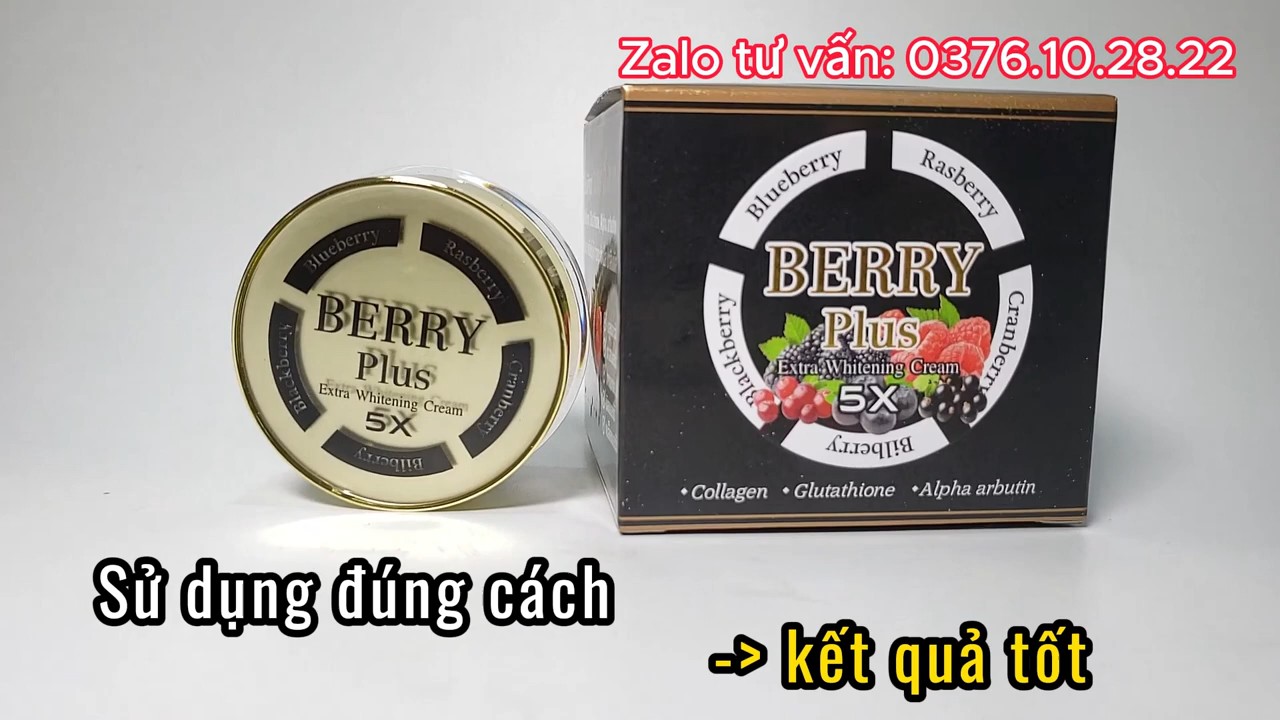 Zalo tư vấn: 0376.10.28.22
Blueberry
Rasberry
Cranberry
Bilberry
Blackberry
BERRY
Plus
Extra Whitening Cream
5X
Blueberry
Rasberry
Cranberry
Bilberry
Blackberry
BERRY
Plus
Extra Whitening Cream
5X
Collagen Glutathione Alpha arbutin
Sử dụng đúng cách
-> kết quả tốt